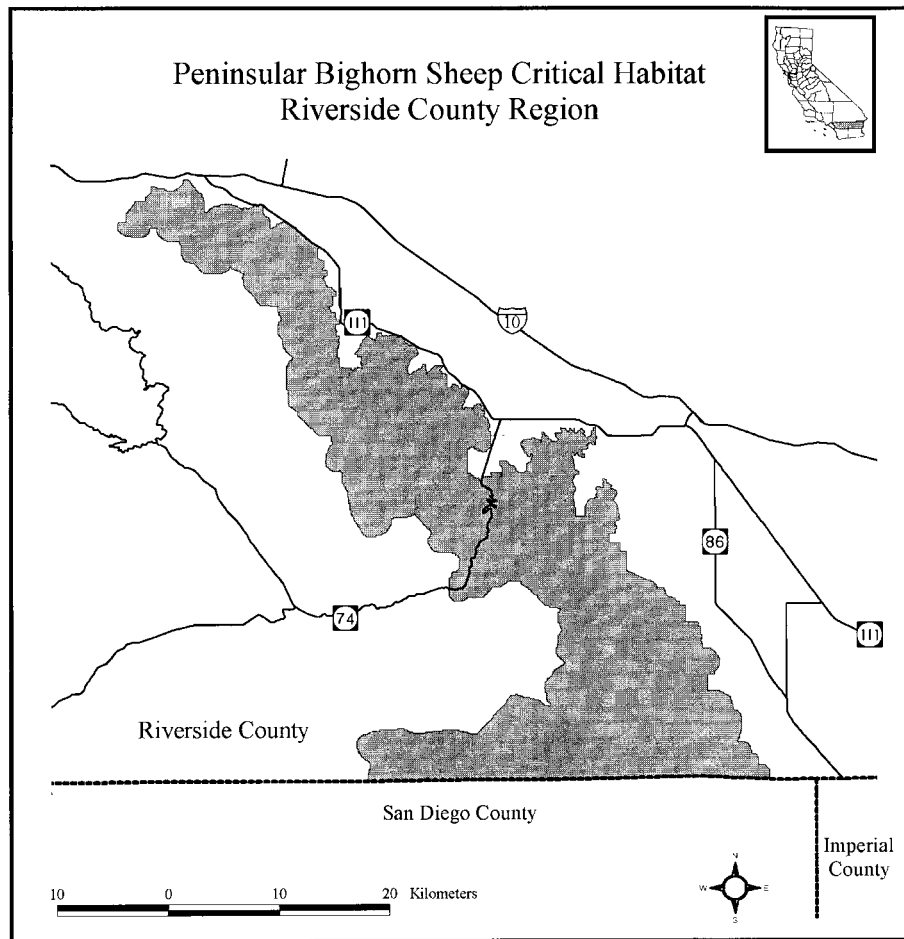 Peninsular Bighorn Sheep Critical Habitat
Riverside County Region
10
111
86
111
74
Riverside County
San Diego County
Imperial
County
10 0 10 20 Kilometers
N
W E
S